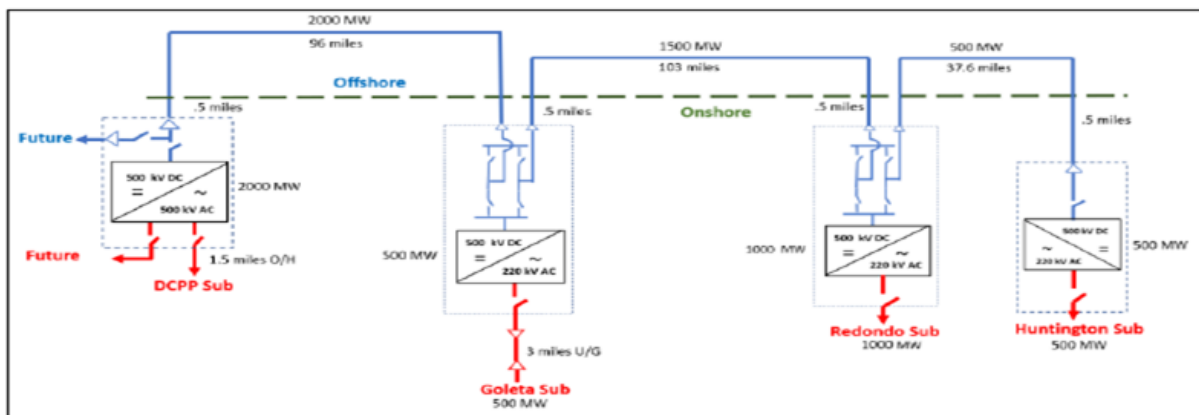 2000 MW
96 miles
1500 MW
103 miles
500 MW
37.6 miles
Offshore
Onshore
.5 miles
.5 miles
.5 miles
.5 miles
Future
500 kV DC
= ~
500 kV AC
2000 MW
Future
1.5 miles O/H
DCPP Sub
500 MW
500 kV DC
= ~
220 kV AC
3 miles U/G
Goleta Sub
500 MW
1000 MW
500 kV DC
= ~
220 kV AC
Redondo Sub
1000 MW
500 kV DC
~ =
220 kV AC
500 MW
Huntington Sub
500 MW